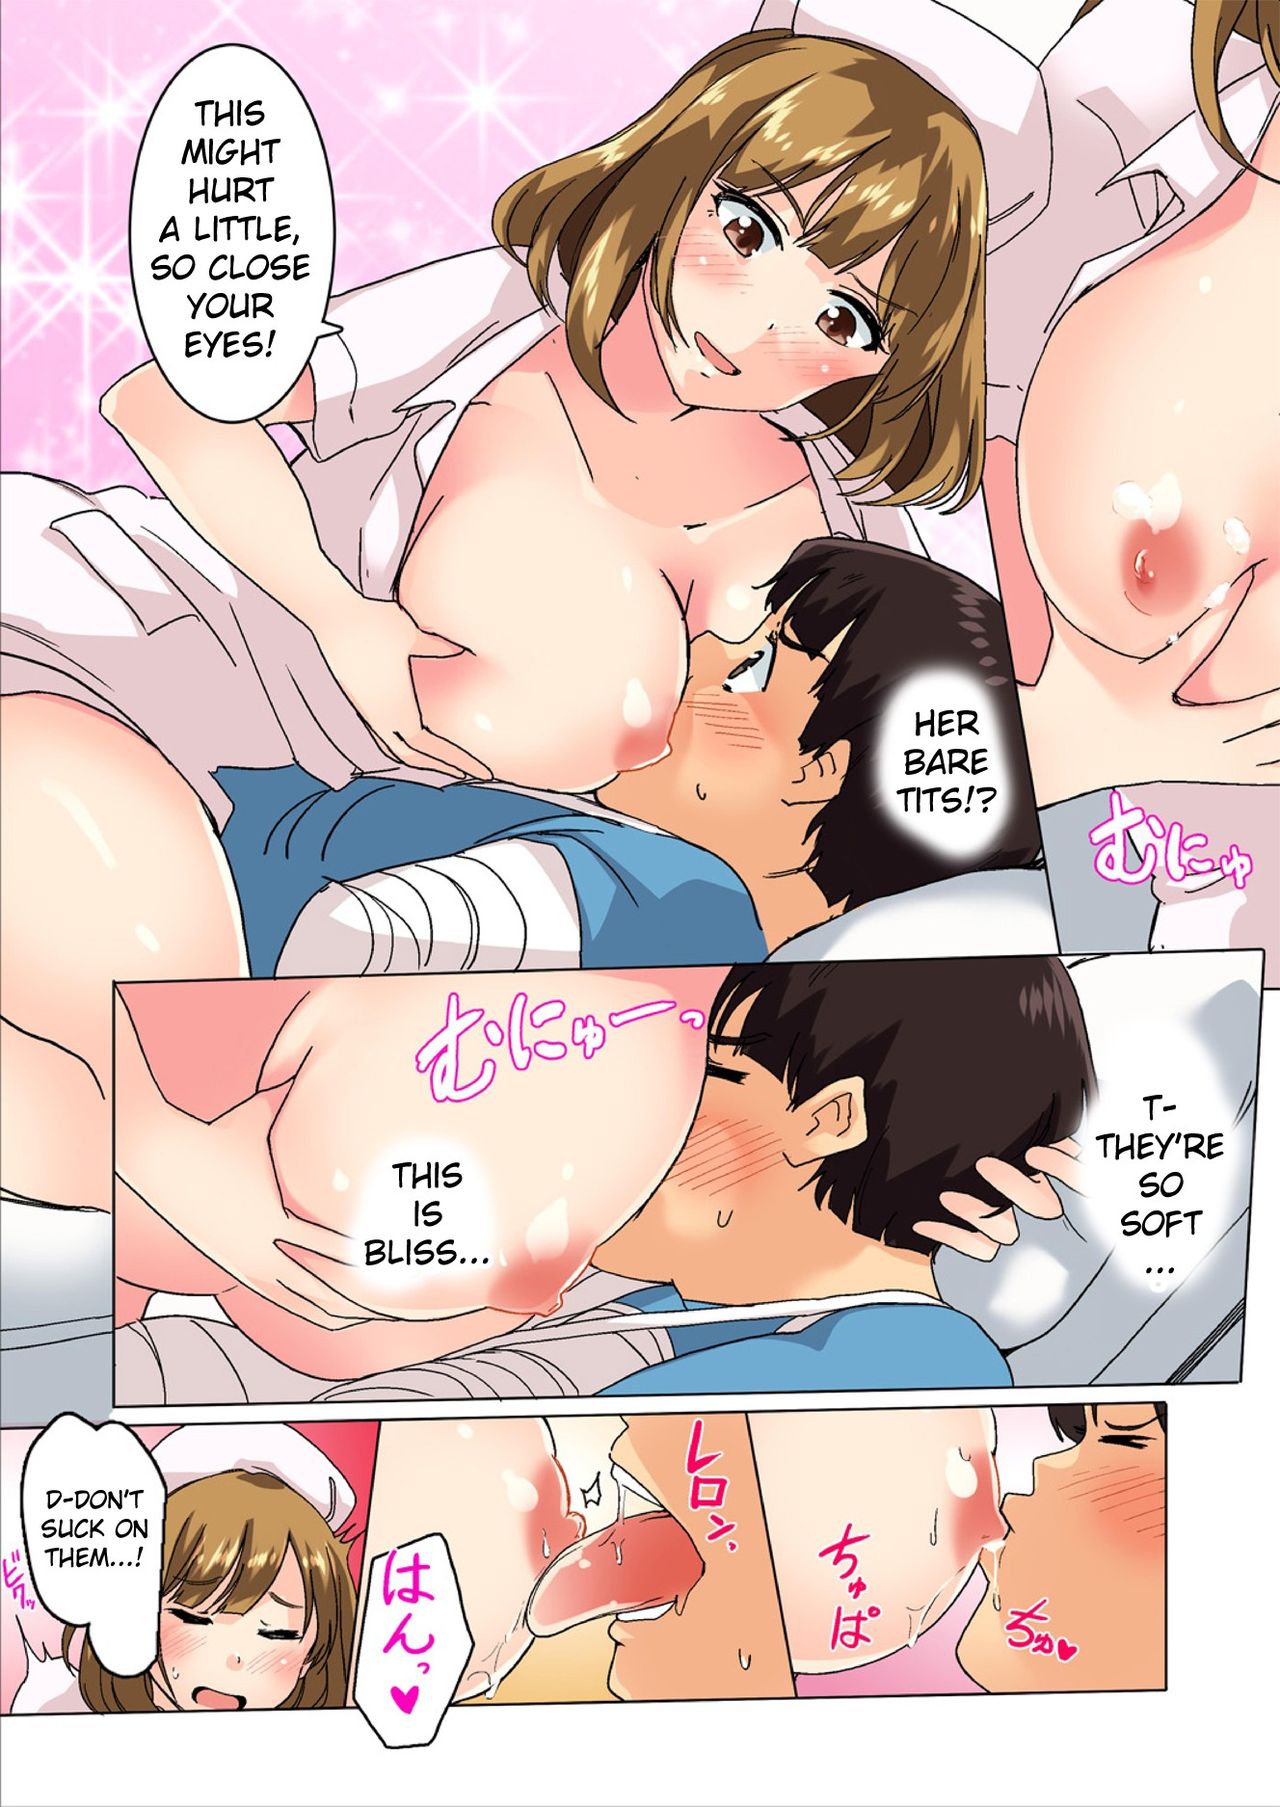 THIS
MIGHT
HURT
A LITTLE,
SO CLOSE
YOUR
EYES!
HER
BARE
TITS!?
むにゅ
むにゅーっ
T-
THEY'RE
SO
SOFT
...
THIS
IS
BLISS...
D-DON'T
SUCK ON
THEM...!
ビクッ
はんっ♥
レロン
ちゅぱ
ちゅ♥